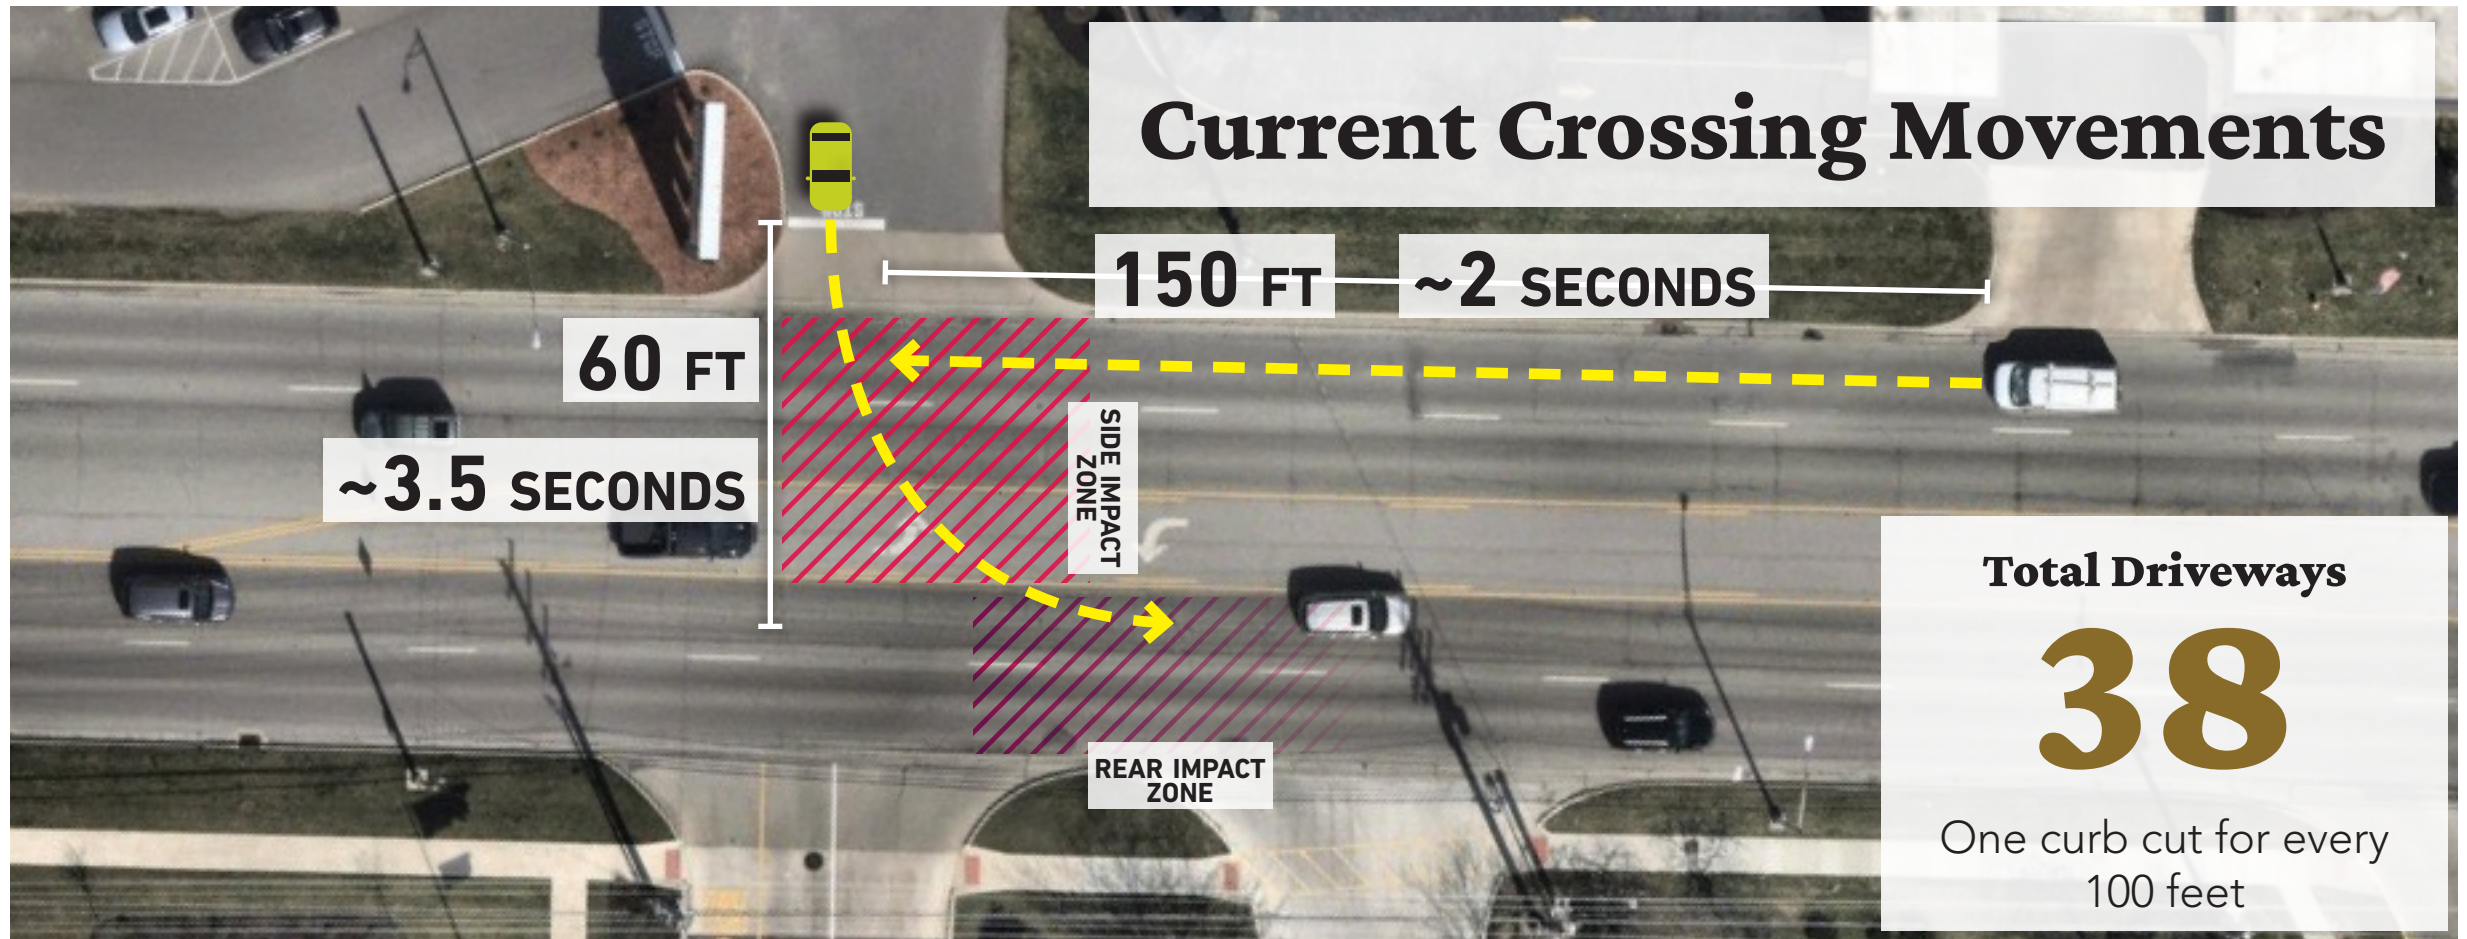 Current Crossing Movements
STOP
150 FT
~2 SECONDS
60 FT
~3.5 SECONDS
SIDE IMPACT
ZONE
REAR IMPACT
ZONE
Total Driveways
38
One curb cut for every
100 feet